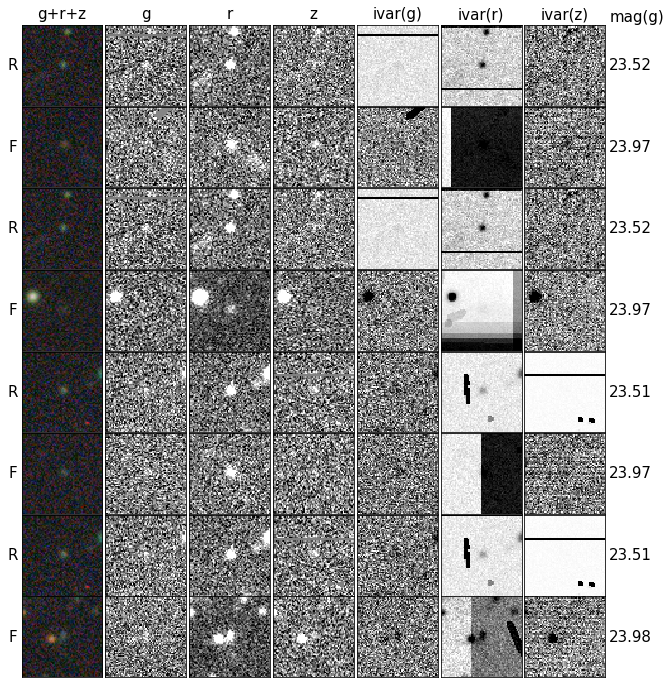 g+r+z g r z ivar(g) ivar(r) ivar(z) mag(g)
R 23.52
F 23.97
R 23.52
F 23.97
R 23.51
F 23.97
R 23.51
F 23.98